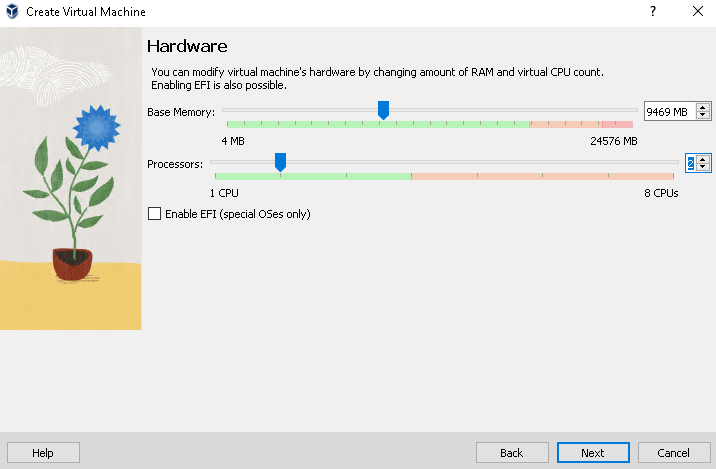 Create Virtual Machine
?
Hardware
You can modify virtual machine's hardware by changing amount of RAM and virtual CPU count.
Enabling EFI is also possible.
Base Memory: 9469 MB
4 MB 24576 MB
Processors: 2
1 CPU 8 CPUs
Enable EFI (special OSes only)
Help Back Next Cancel